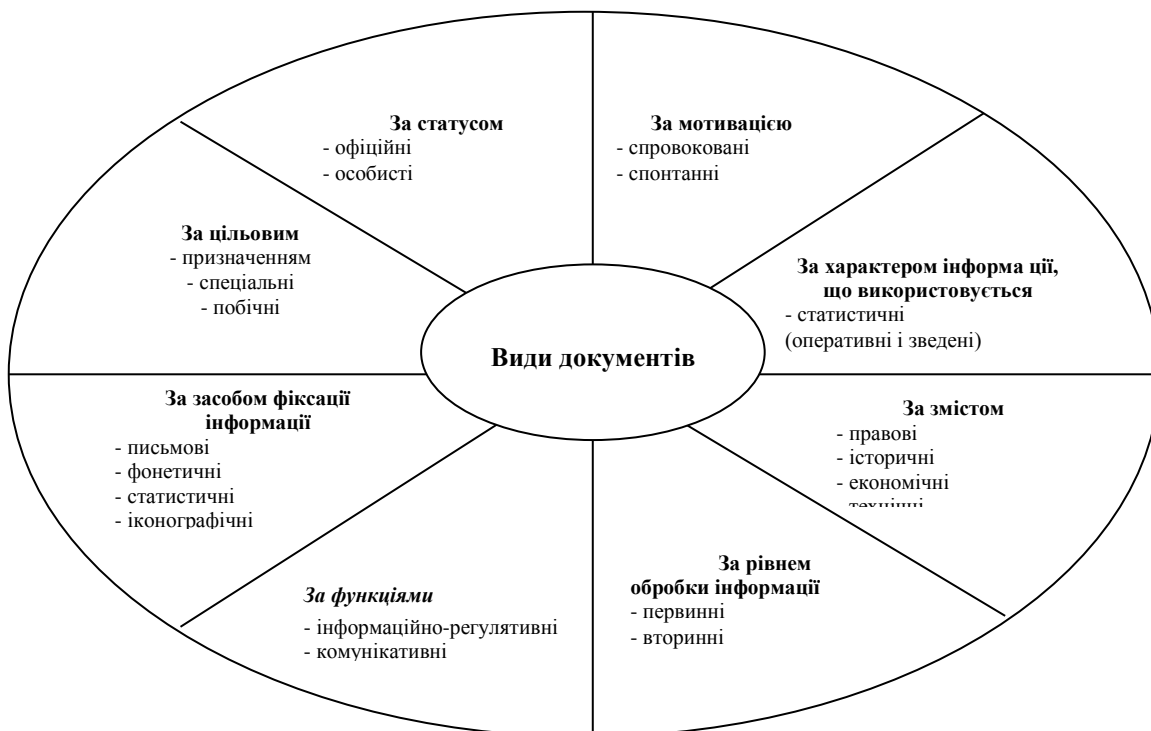 За статусом
- офіційні
- особисті
За мотивацією
- спровоковані
- спонтанні
За цільовим
- призначенням
- спеціальні
- побічні
За характером інформа ції,
що використовується
- статистичні
(оперативні і зведені)
Види документів
За засобом фіксації
інформації
- письмові
- фонетичні
- статистичні
- іконографічні
За змістом
- правові
- історичні
- економічні
- технічні
За функціями
- інформаційно-регулятивні
- комунікативні
За рівнем
обробки інформації
- первинні
- вторинні